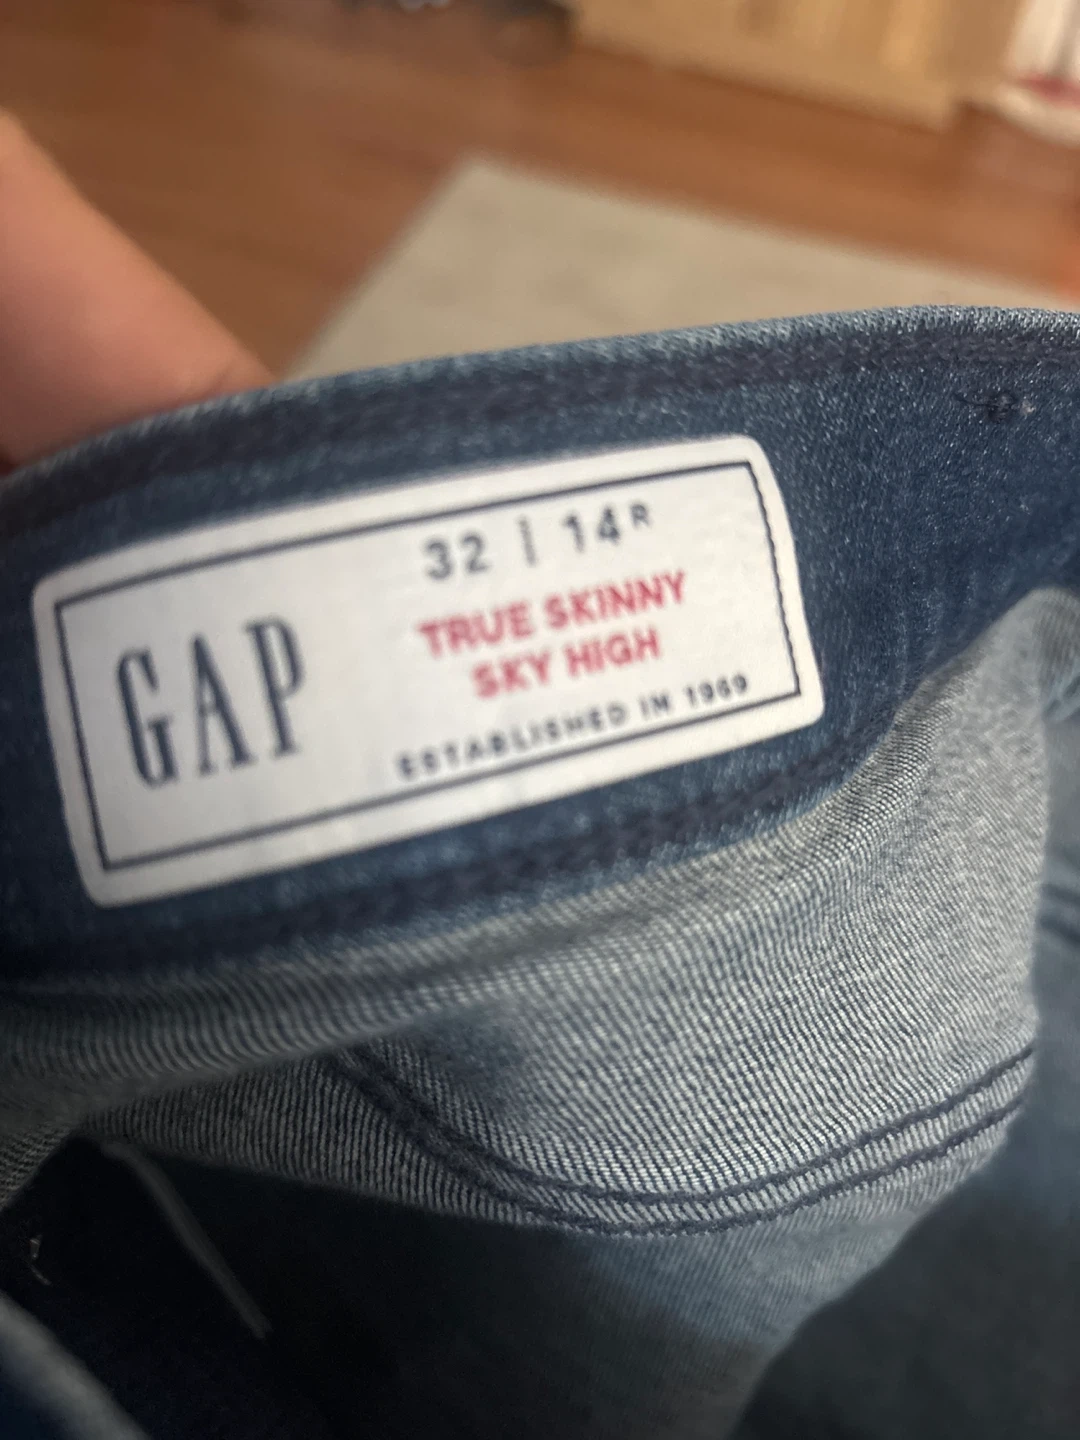 GAP
32 | 14R
TRUE SKINNY
SKY HIGH
ESTABLISHED IN 1969